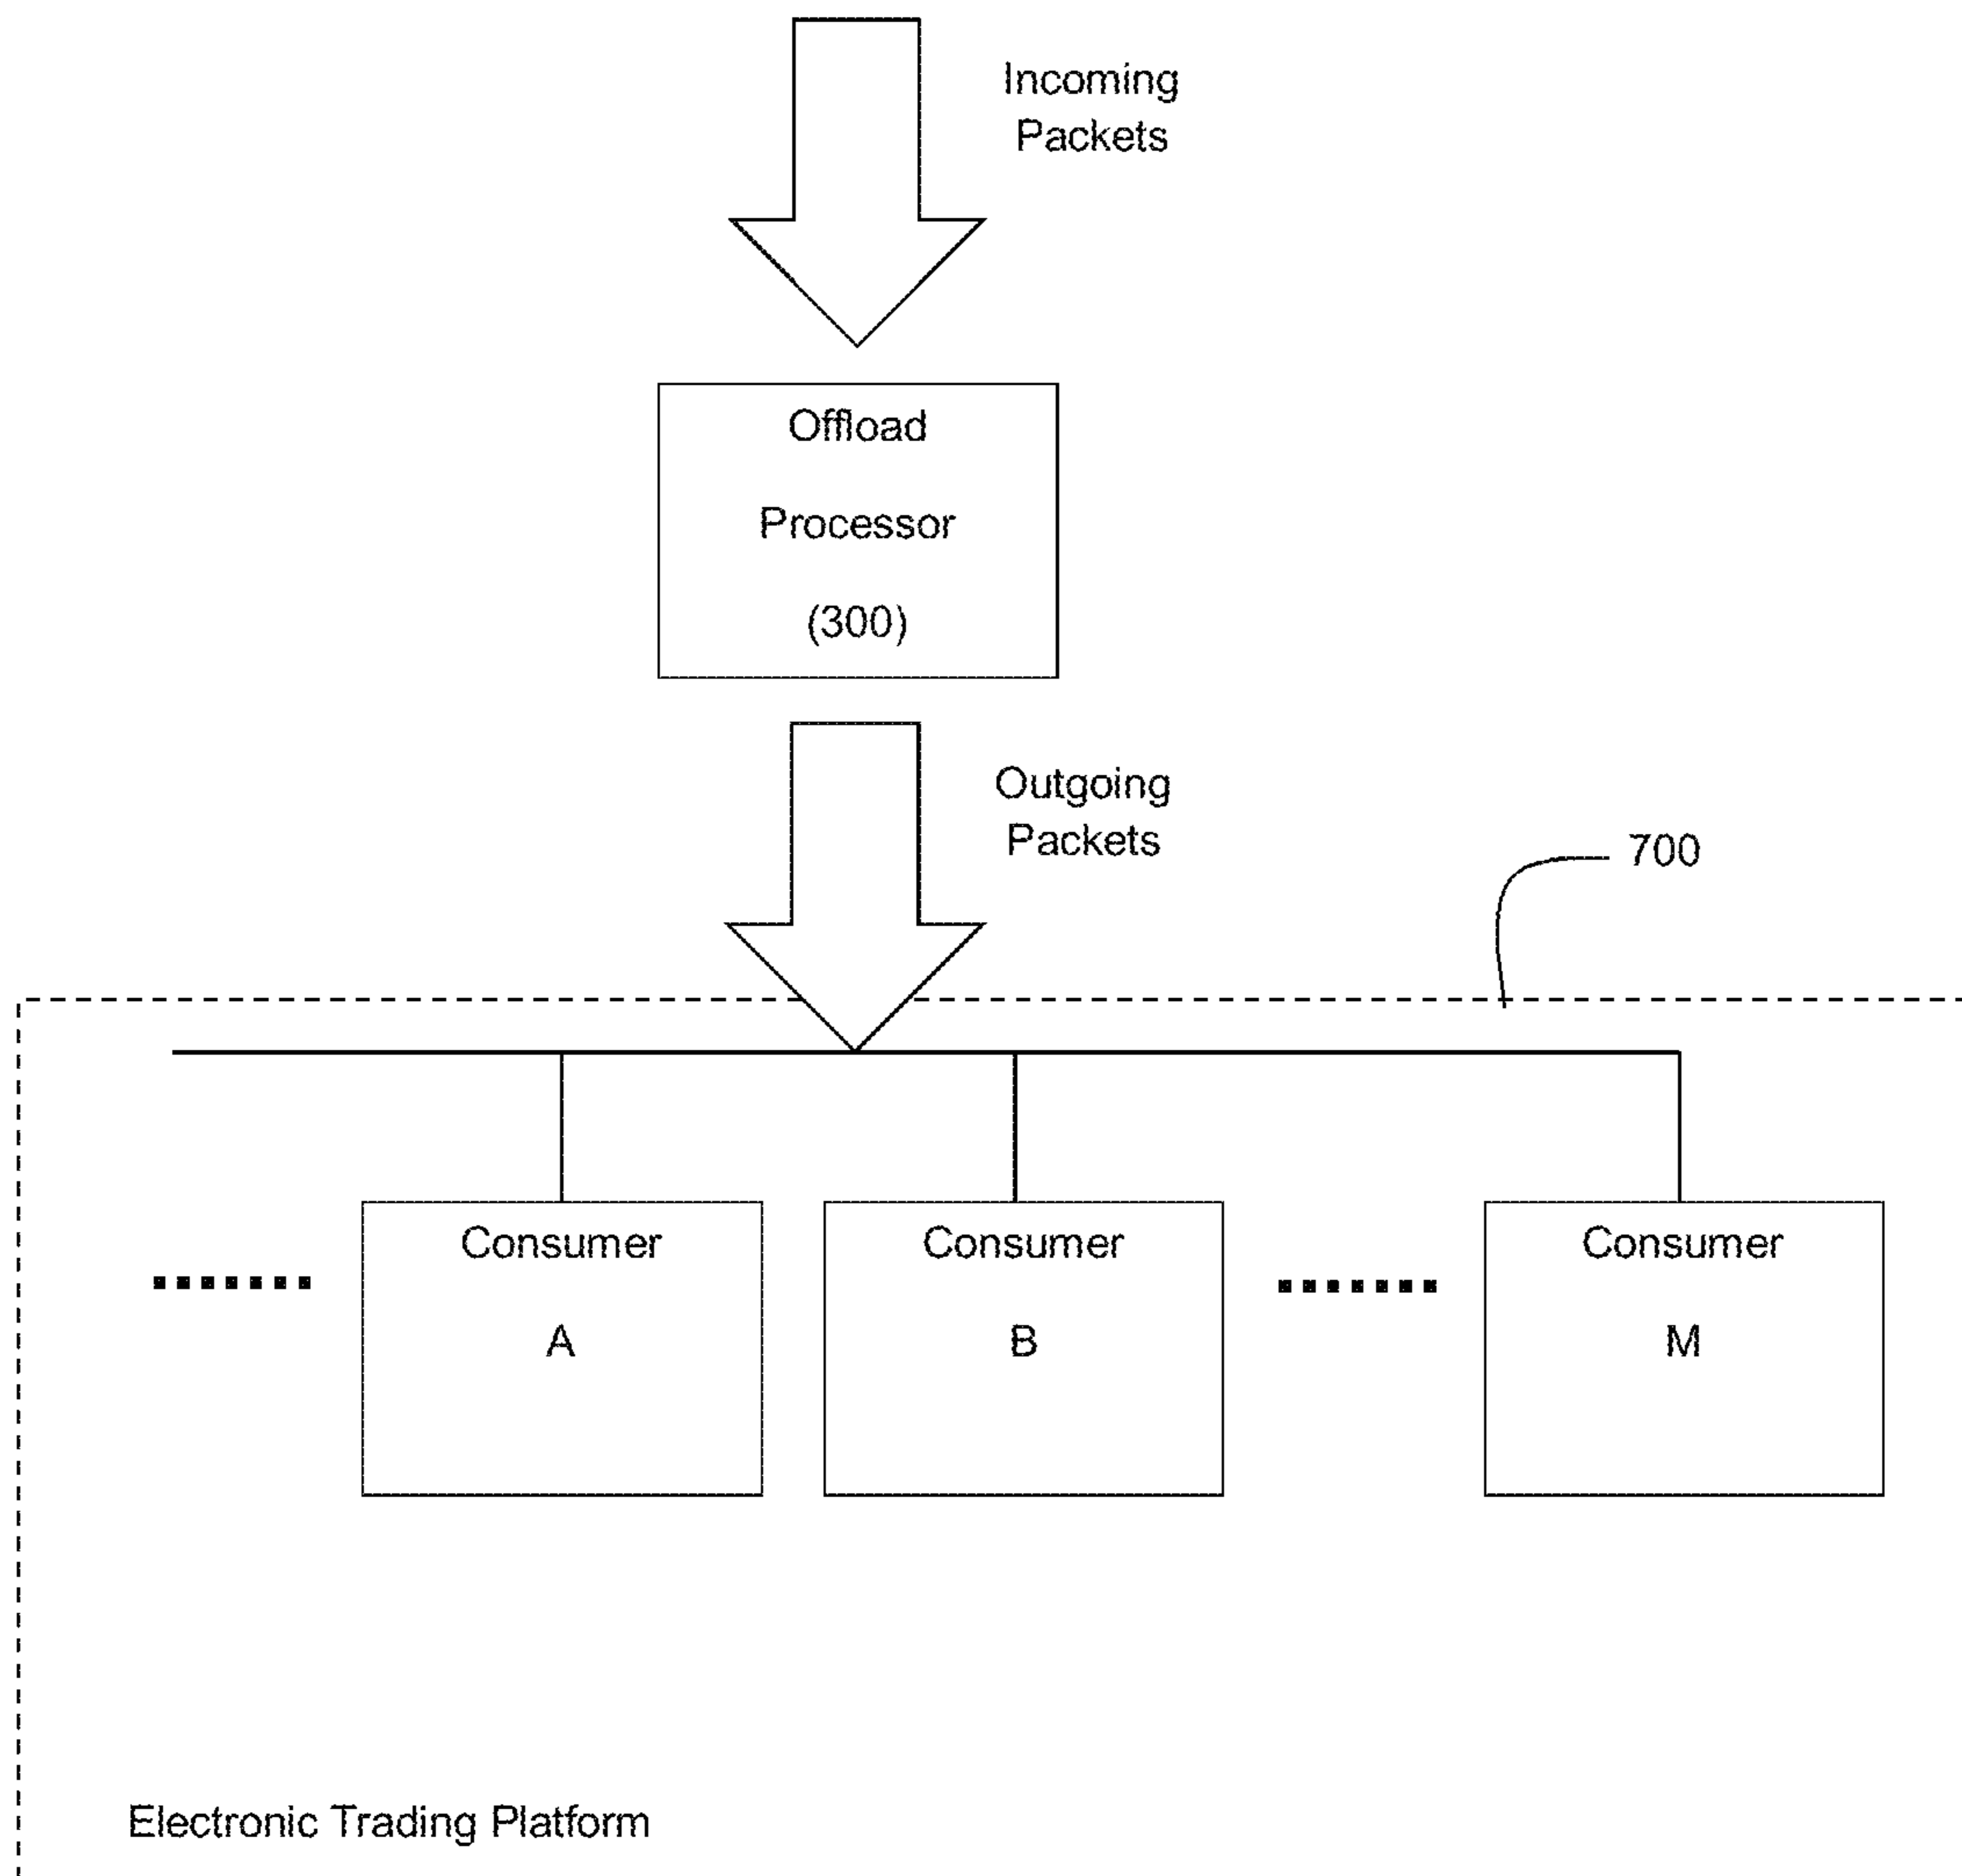 Incoming
Packets
Offload
Processor
(300)
Outgoing
Packets
700
Consumer
A
Consumer
B
Consumer
M
Electronic Trading Platform